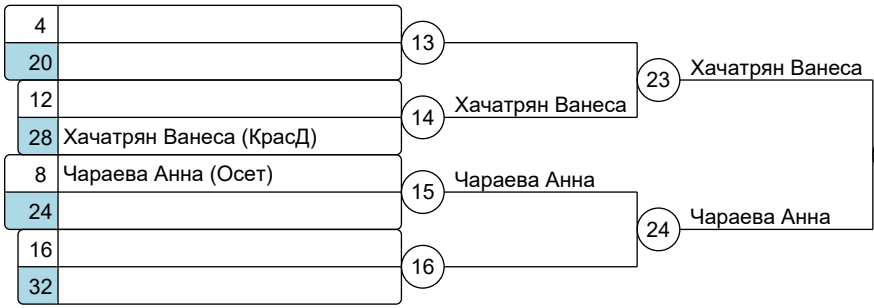 4
13
20
23 Хачатрян Ванеса
12
14 Хачатрян Ванеса
28 Хачатрян Ванеса (КрасД)
8 Чараева Анна (Осет)
15 Чараева Анна
24
24 Чараева Анна
16
16
32